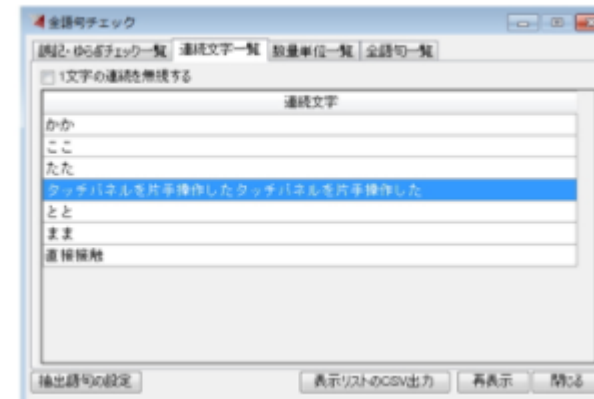 全語句チェック
誤記・ゆらぎチェック一覧 連続文字一覧 数量単位一覧 全語句一覧
1文字の連続を無視する
連続文字
かか
ここ
たた
タッチパネルを片手操作したタッチパネルを片手操作した
とと
まま
直接接触
抽出語句の設定 表示リストのCSV出力 再表示 閉じる